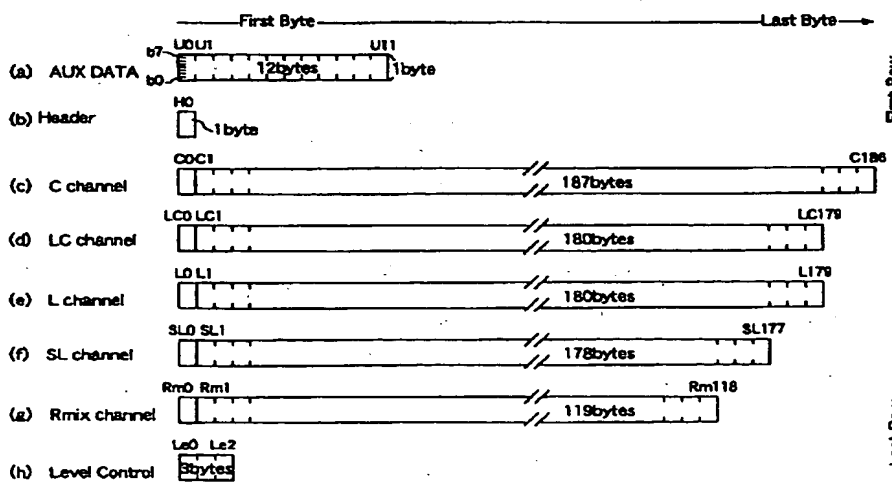 First Byte Last Byte
U0 U1 U11
b7
(a) AUX DATA 12bytes 1byte
b0
H0
(b) Header 1byte
C0 C1 C186
(c) C channel 187bytes
LC0 LC1 LC179
(d) LC channel 180bytes
L0 L1 L179
(e) L channel 180bytes
SL0 SL1 SL177
(f) SL channel 178bytes
Rm0 Rm1 Rm118
(g) Rmix channel 119bytes
Le0 Le2
(h) Level Control 3bytes